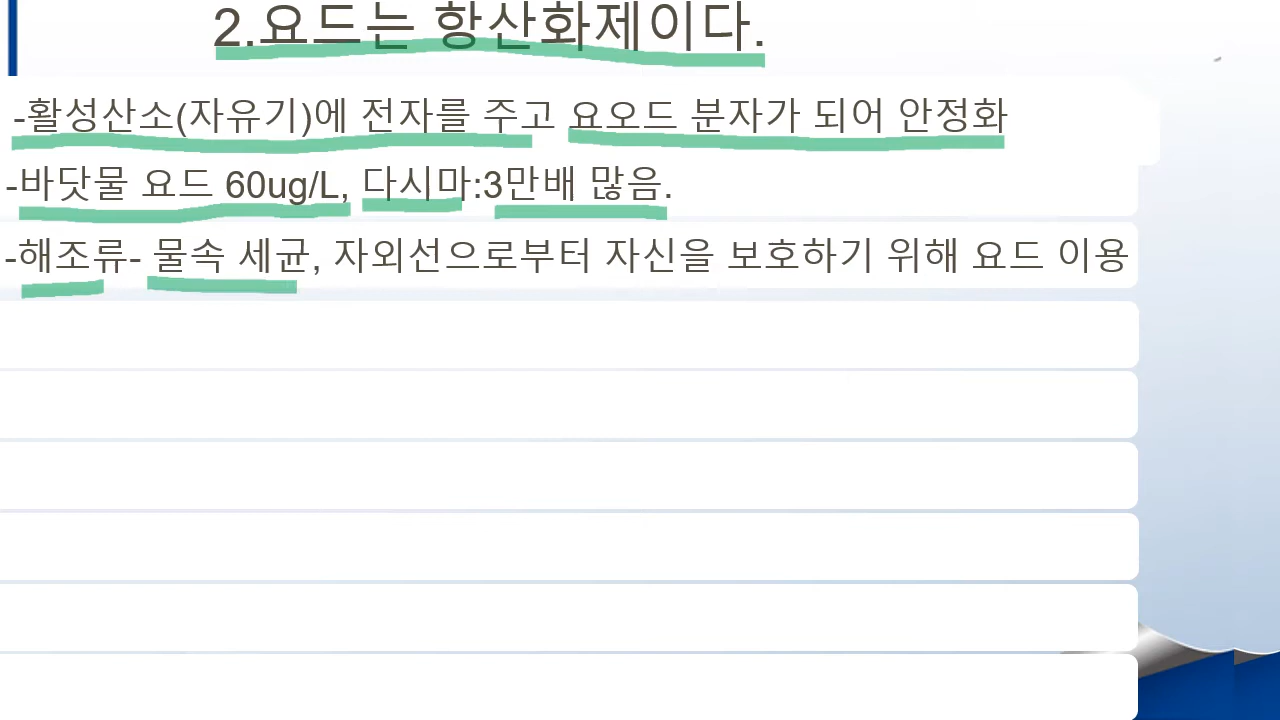 2.요드는 항산화제이다.
-활성산소(자유기)에 전자를 주고 요오드 분자가 되어 안정화
-바닷물 요드 60ug/L, 다시마:3만배 많음.
-해조류- 물속 세균, 자외선으로부터 자신을 보호하기 위해 요드 이용